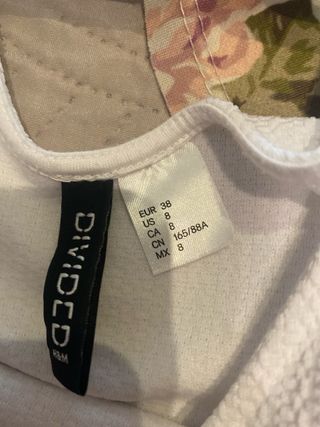 DIVIDED
H&M
EUR 38
US 8
CA 8
CN 165/88A
MX 8